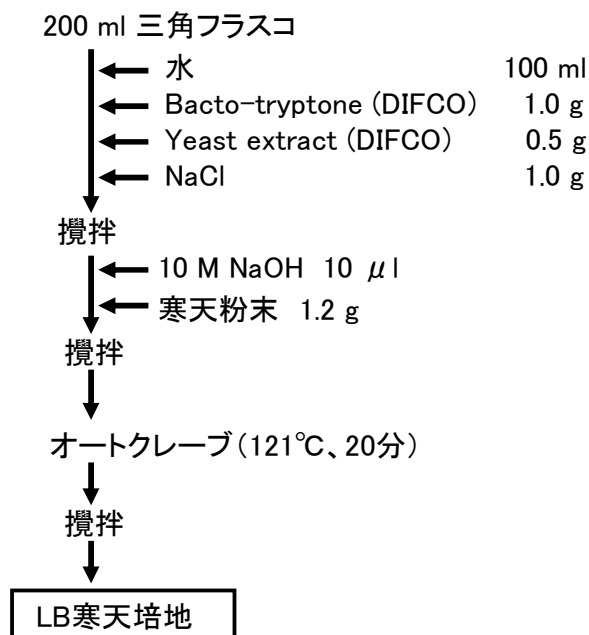 200 ml 三角フラスコ
水 100 ml
Bacto-tryptone (DIFCO) 1.0 g
Yeast extract (DIFCO) 0.5 g
NaCl 1.0 g
攪拌
10 M NaOH 10 μl
寒天粉末 1.2 g
攪拌
オートクレーブ(121℃、20分)
攪拌
LB寒天培地